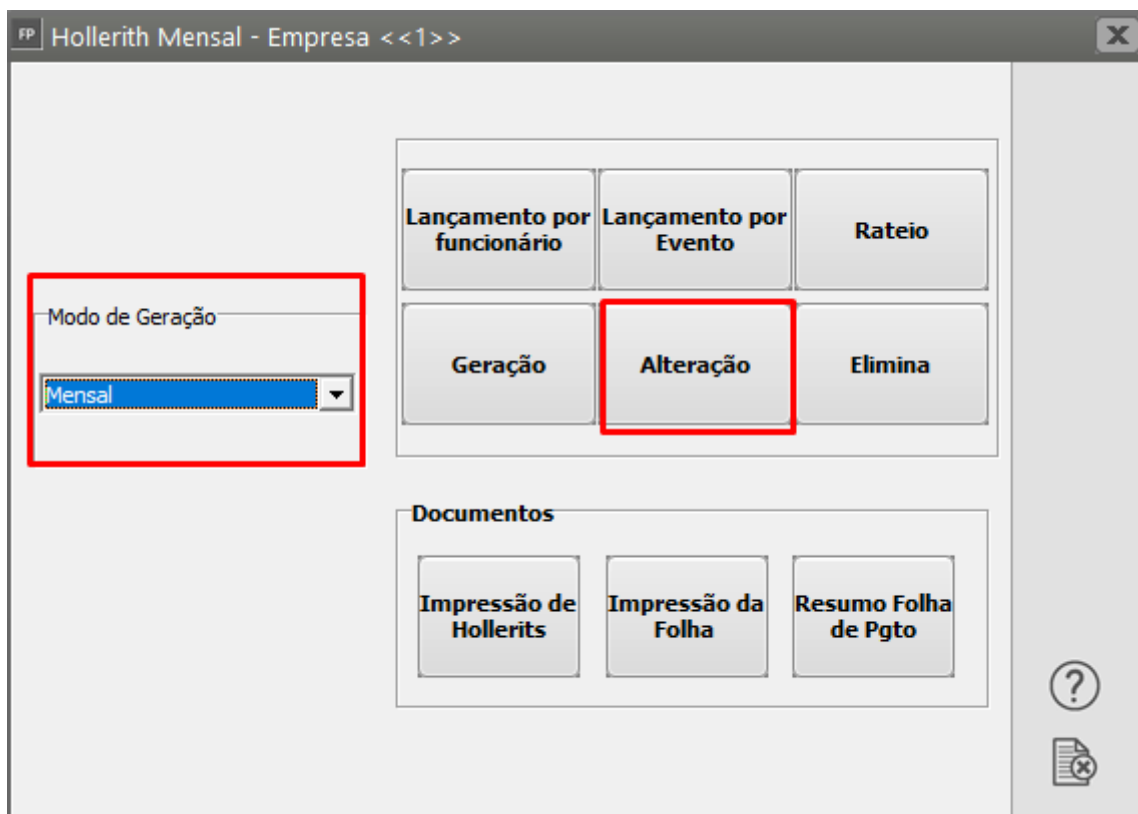 FP Hollerith Mensal - Empresa <<1>>
Modo de Geração
Mensal
Lançamento por
funcionário
Lançamento por
Evento
Rateio
Geração
Alteração
Elimina
Documentos
Impressão de
Hollerits
Impressão da
Folha
Resumo Folha
de Pgto
?